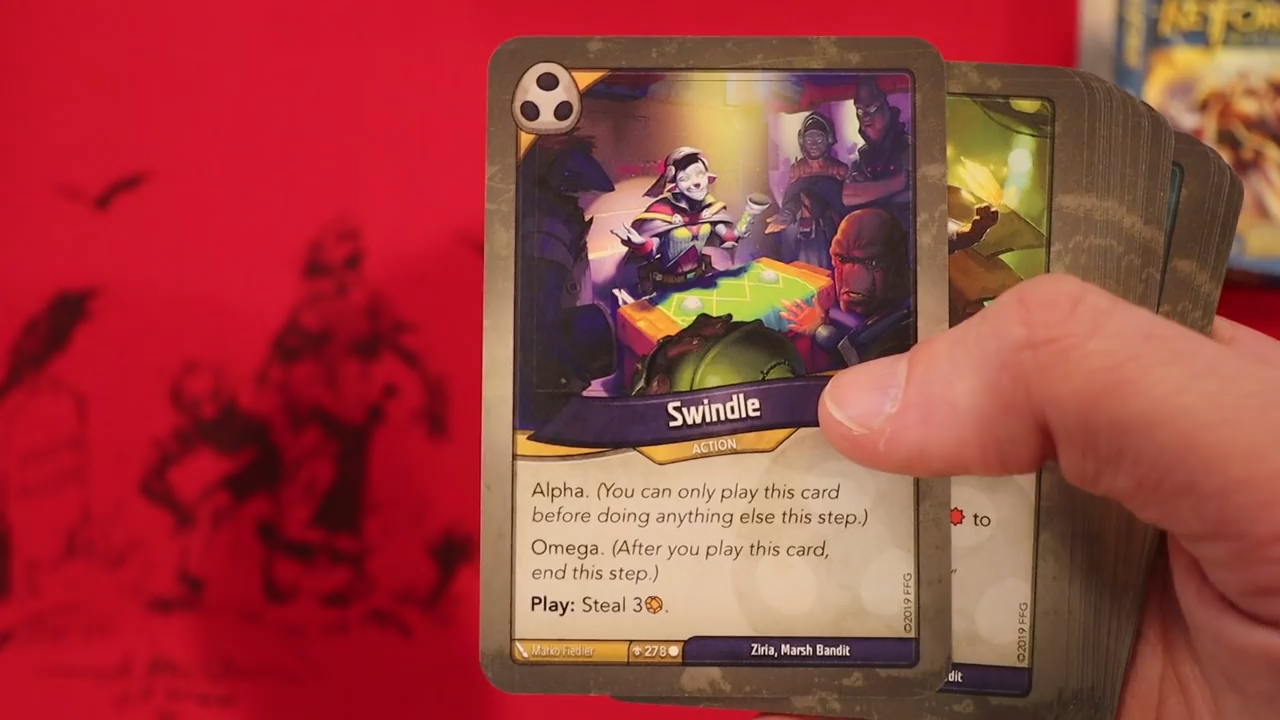 KEYFOR
Swindle
ACTION
Alpha. (You can only play this card
before doing anything else this step.)
Omega. (After you play this card,
end this step.)
Play: Steal 3.
©2019 FFG
Marko Fiedler
278
Ziria, Marsh Bandit
to
©2019 FFG
dit